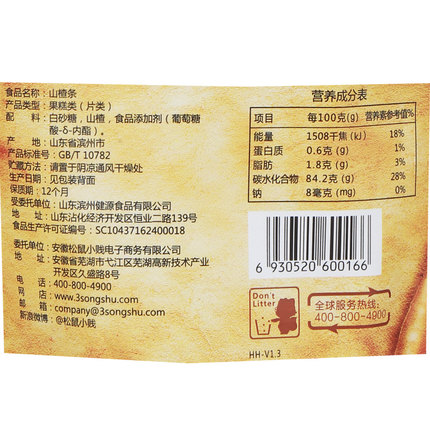 食品名称: 山楂条
产品类型: 果糕类 (片类)
配 料: 白砂糖, 山楂, 食品添加剂 (葡萄糖
酸-δ-内酯) 。
产 地: 山东省滨州市
产品标准号: GB/T 10782
贮藏方法: 请置于阴凉通风干燥处
生产日期: 见包装背面
保质期: 12个月
受委托单位: 山东滨州健源食品有限公司
地 址: 山东沾化经济开发区恒业二路139号
食品生产许可证编号: SC10437162400018
委托单位: 安徽松鼠小贱电子商务有限公司
地 址: 安徽省芜湖市弋江区芜湖高新技术产业
开发区久盛路8号
电 话: 400-800-4900
网 店: www.3songshu.com
邮 箱: company@3songshu.com
新浪微博: @松鼠小贱
营养成分表
项目 每100克(g) 营养素参考值%
能量 1508千焦(kJ) 18%
蛋白质 0.6克(g) 1%
脂肪 1.8克(g) 3%
碳水化合物 84.2克(g) 28%
钠 8毫克(mg) 0%
6 930520 600166
Don't
Litter
全球服务热线:
400-800-4900
HH-V1.3